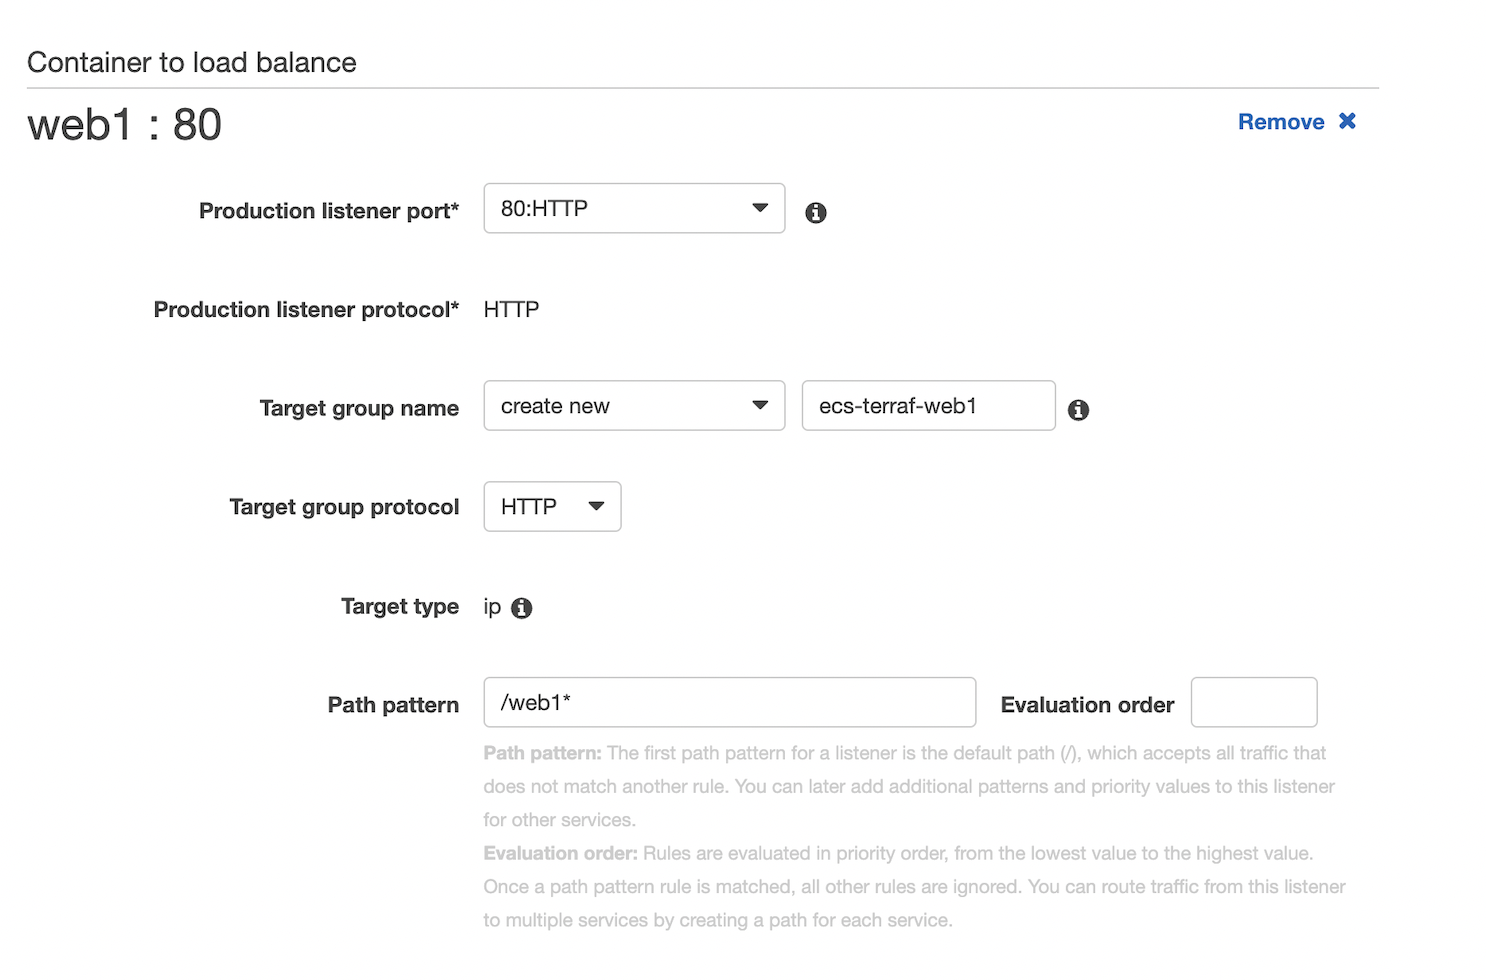 Container to load balance
web1 : 80
Remove ✖
Production listener port* 80:HTTP
Production listener protocol* HTTP
Target group name create new ecs-terraf-web1
Target group protocol HTTP
Target type ip
Path pattern /web1* Evaluation order
Path pattern: The first path pattern for a listener is the default path (/), which accepts all traffic that
does not match another rule. You can later add additional patterns and priority values to this listener
for other services.
Evaluation order: Rules are evaluated in priority order, from the lowest value to the highest value.
Once a path pattern rule is matched, all other rules are ignored. You can route traffic from this listener
to multiple services by creating a path for each service.